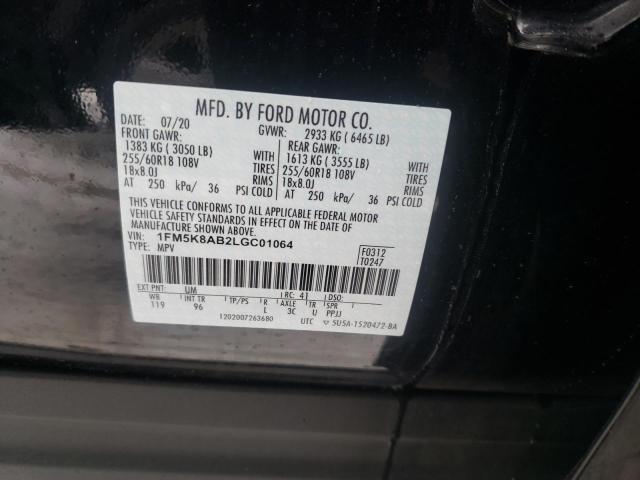 MFD. BY FORD MOTOR CO.
DATE: 07/20 GVWR: 2933 KG ( 6465 LB)
FRONT GAWR: REAR GAWR:
1383 KG ( 3050 LB) 1613 KG ( 3555 LB)
255/60R18 108V TIRES 255/60R18 108V TIRES
18x8.0J RIMS 18x8.0J RIMS
AT 250 kPa/ 36 PSI COLD AT 250 kPa/ 36 PSI COLD
THIS VEHICLE CONFORMS TO ALL APPLICABLE FEDERAL MOTOR
VEHICLE SAFETY STANDARDS IN EFFECT ON THE DATE OF
MANUFACTURE SHOWN ABOVE.
VIN: 1FM5K8AB2LGC01064 F0312
TYPE: MPV T0247
EXT PNT: UM RC: 41 DSO:
WB INT TR TP/PS R AXLE TR SPR
119 96 L 3C U PPJJ
1202007263680 UTC 5U5A-1520472-BA